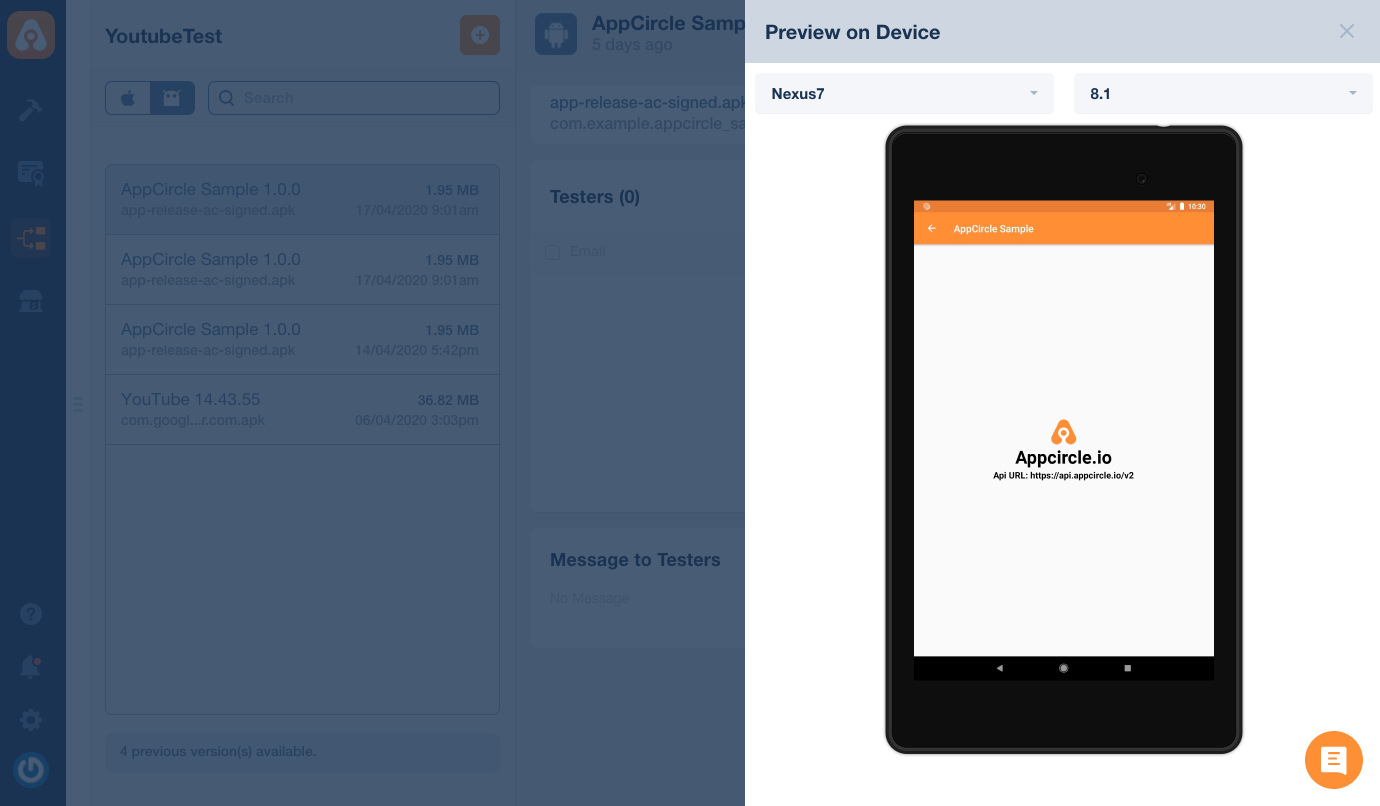 YoutubeTest
Search
AppCircle Sample 1.0.0 1.95 MB
app-release-ac-signed.apk 17/04/2020 9:01am
AppCircle Sample 1.0.0 1.95 MB
app-release-ac-signed.apk 17/04/2020 9:01am
AppCircle Sample 1.0.0 1.95 MB
app-release-ac-signed.apk 14/04/2020 5:42pm
YouTube 14.43.55 36.82 MB
com.googl...r.com.apk 06/04/2020 3:03pm
4 previous version(s) available.
AppCircle Samp
5 days ago
app-release-ac-signed.apk
com.example.appcircle_sa
Testers (0)
Email
Message to Testers
No Message
Preview on Device
Nexus7 8.1
10:30
AppCircle Sample
Appcircle.io
Api URL: https://api.appcircle.io/v2